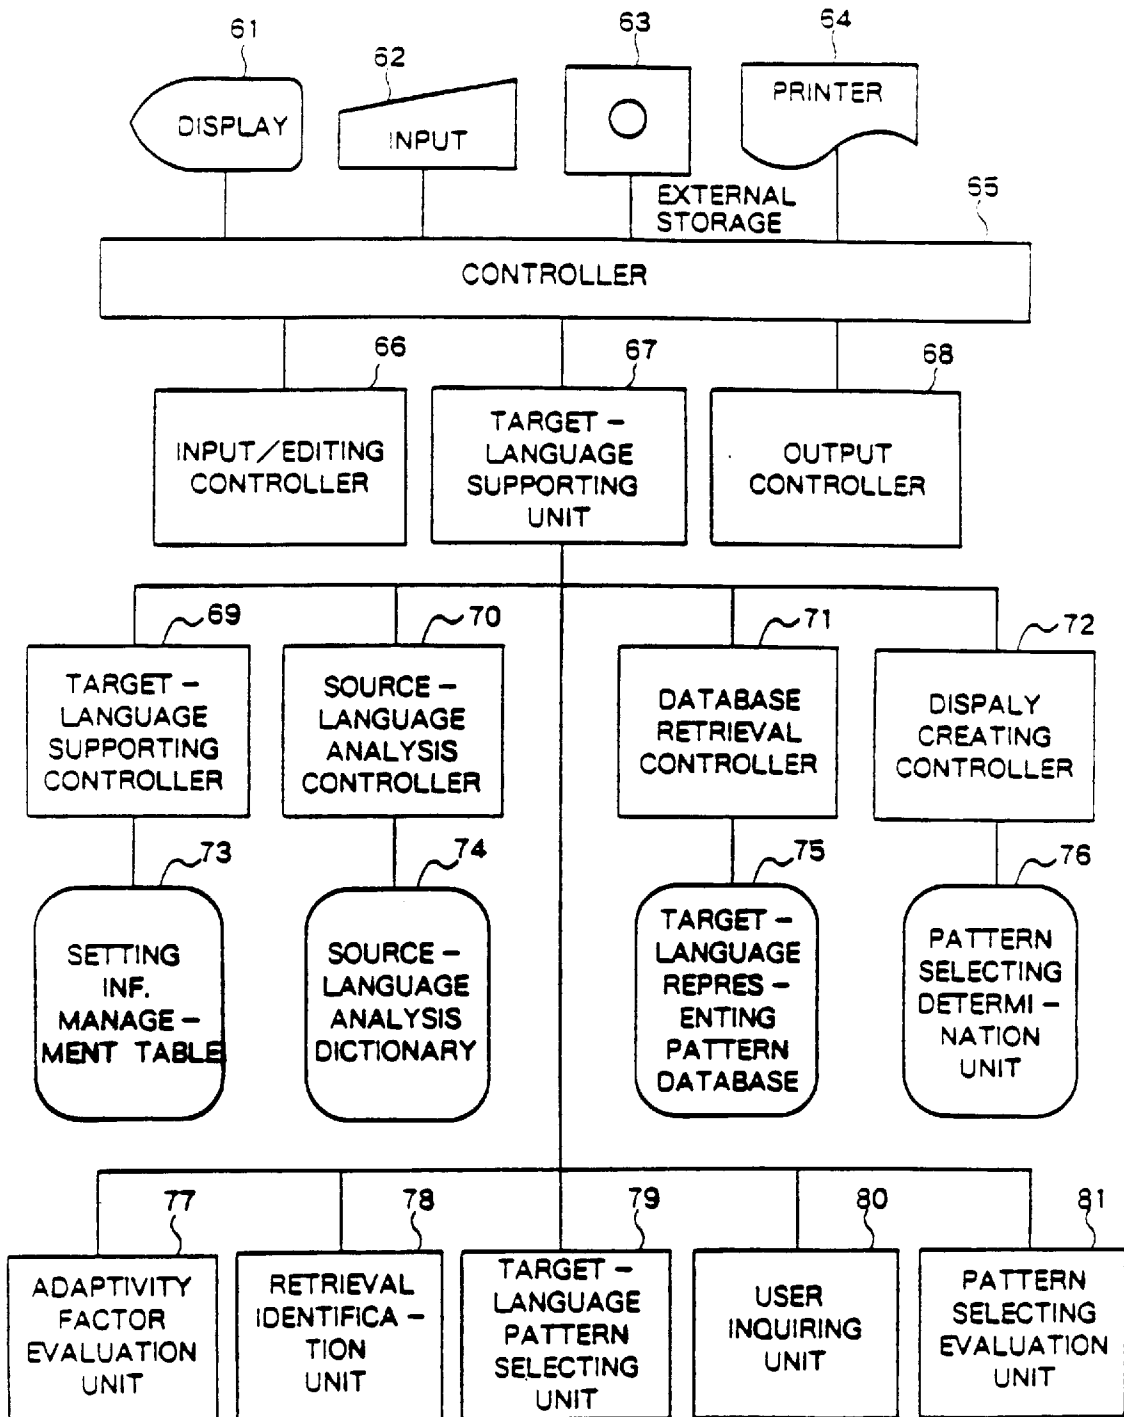 61
62
63
64
DISPLAY
INPUT
PRINTER
EXTERNAL
STORAGE
65
CONTROLLER
66
67
68
INPUT/EDITING
CONTROLLER
TARGET-
LANGUAGE
SUPPORTING
UNIT
OUTPUT
CONTROLLER
69
70
71
72
TARGET-
LANGUAGE
SUPPORTING
CONTROLLER
SOURCE-
LANGUAGE
ANALYSIS
CONTROLLER
DATABASE
RETRIEVAL
CONTROLLER
DISPALY
CREATING
CONTROLLER
73
74
75
76
SETTING
INF.
MANAGE-
MENT TABLE
SOURCE-
LANGUAGE
ANALYSIS
DICTIONARY
TARGET-
LANGUAGE
REPRES-
ENTING
PATTERN
DATABASE
PATTERN
SELECTING
DETERMI-
NATION
UNIT
77
78
79
80
81
ADAPTIVITY
FACTOR
EVALUATION
UNIT
RETRIEVAL
IDENTIFICA-
TION
UNIT
TARGET-
LANGUAGE
PATTERN
SELECTING
UNIT
USER
INQUIRING
UNIT
PATTERN
SELECTING
EVALUATION
UNIT